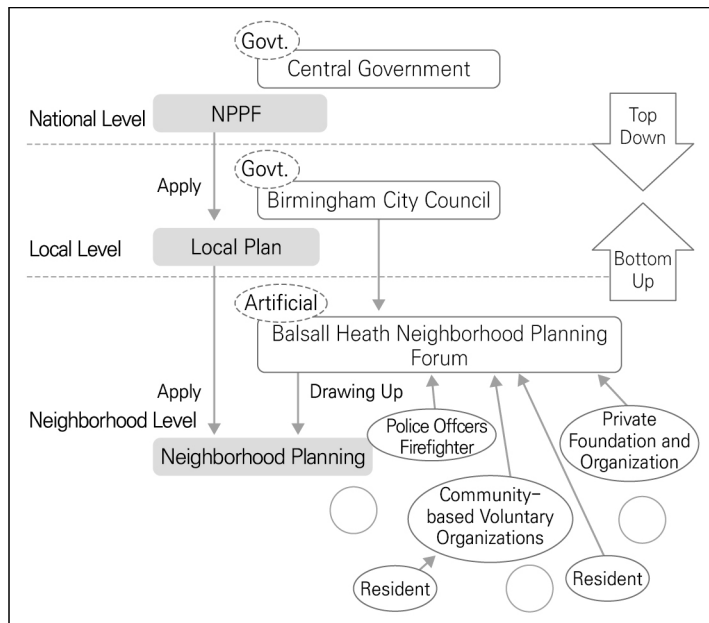 Govt.
Central Government
NPPF
National Level
Top
Down
Govt.
Apply
Birmingham City Council
Local Plan
Local Level
Bottom
Up
Artificial
Balsall Heath Neighborhood Planning
Forum
Apply
Drawing Up
Neighborhood Level
Police Offcers
Firefighter
Private
Foundation and
Organization
Neighborhood Planning
Community-
based Voluntary
Organizations
Resident
Resident